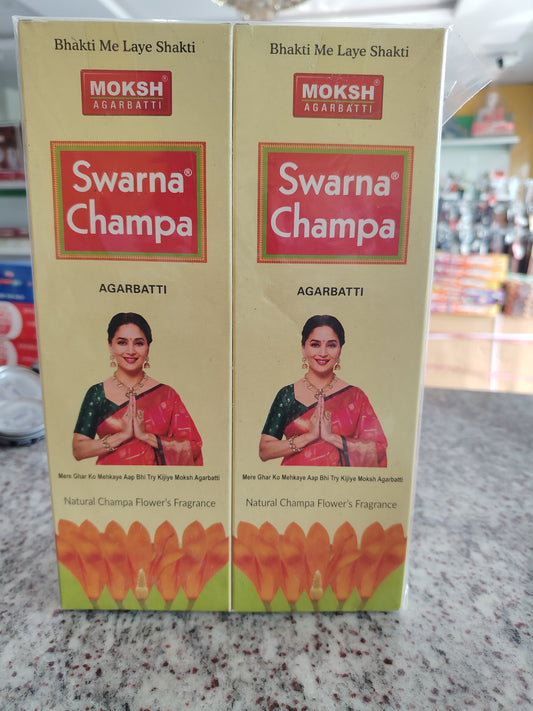 Bhakti Me Laye Shakti
MOKSH®
AGARBATTI
Swarna®
Champa
AGARBATTI
Mere Ghar Ko Mehkaye Aap Bhi Try Kijiye Moksh Agarbatti
Natural Champa Flower's Fragrance
Bhakti Me Laye Shakti
MOKSH®
AGARBATTI
Swarna®
Champa
AGARBATTI
Mere Ghar Ko Mehkaye Aap Bhi Try Kijiye Moksh Agarbatti
Natural Champa Flower's Fragrance